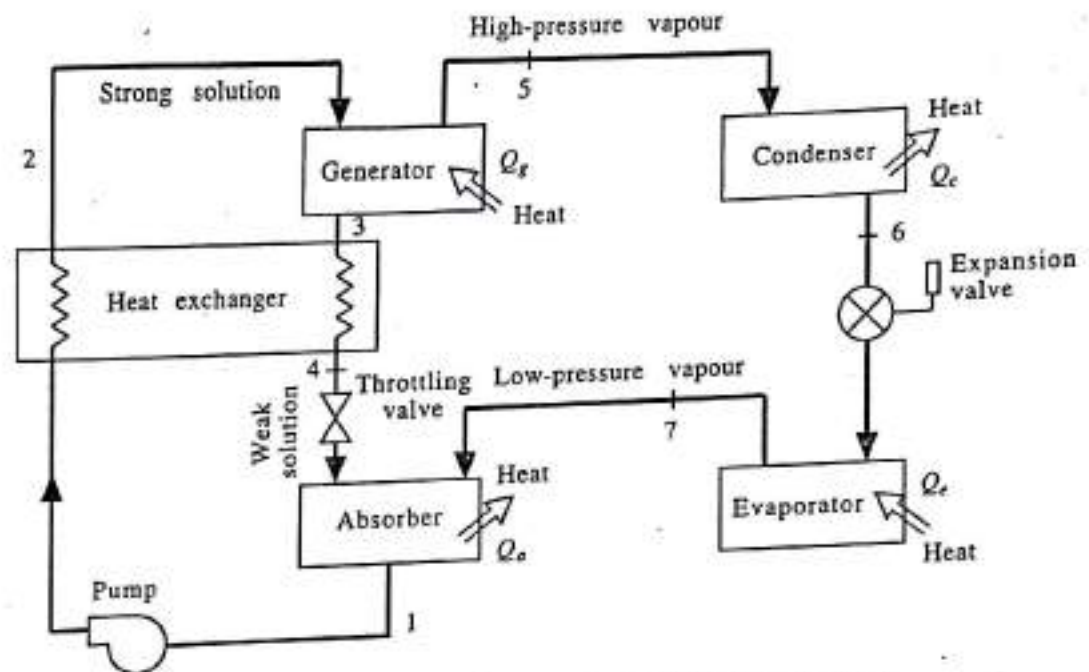 High-pressure vapour
5
Strong solution
Heat
2
Generator
Qg
Condenser
Qc
Heat
3
6
Heat exchanger
Expansion
valve
4
Throttling
valve
Low-pressure vapour
7
Weak
solution
Heat
Absorber
Qa
Evaporator
Qe
Heat
Pump
1